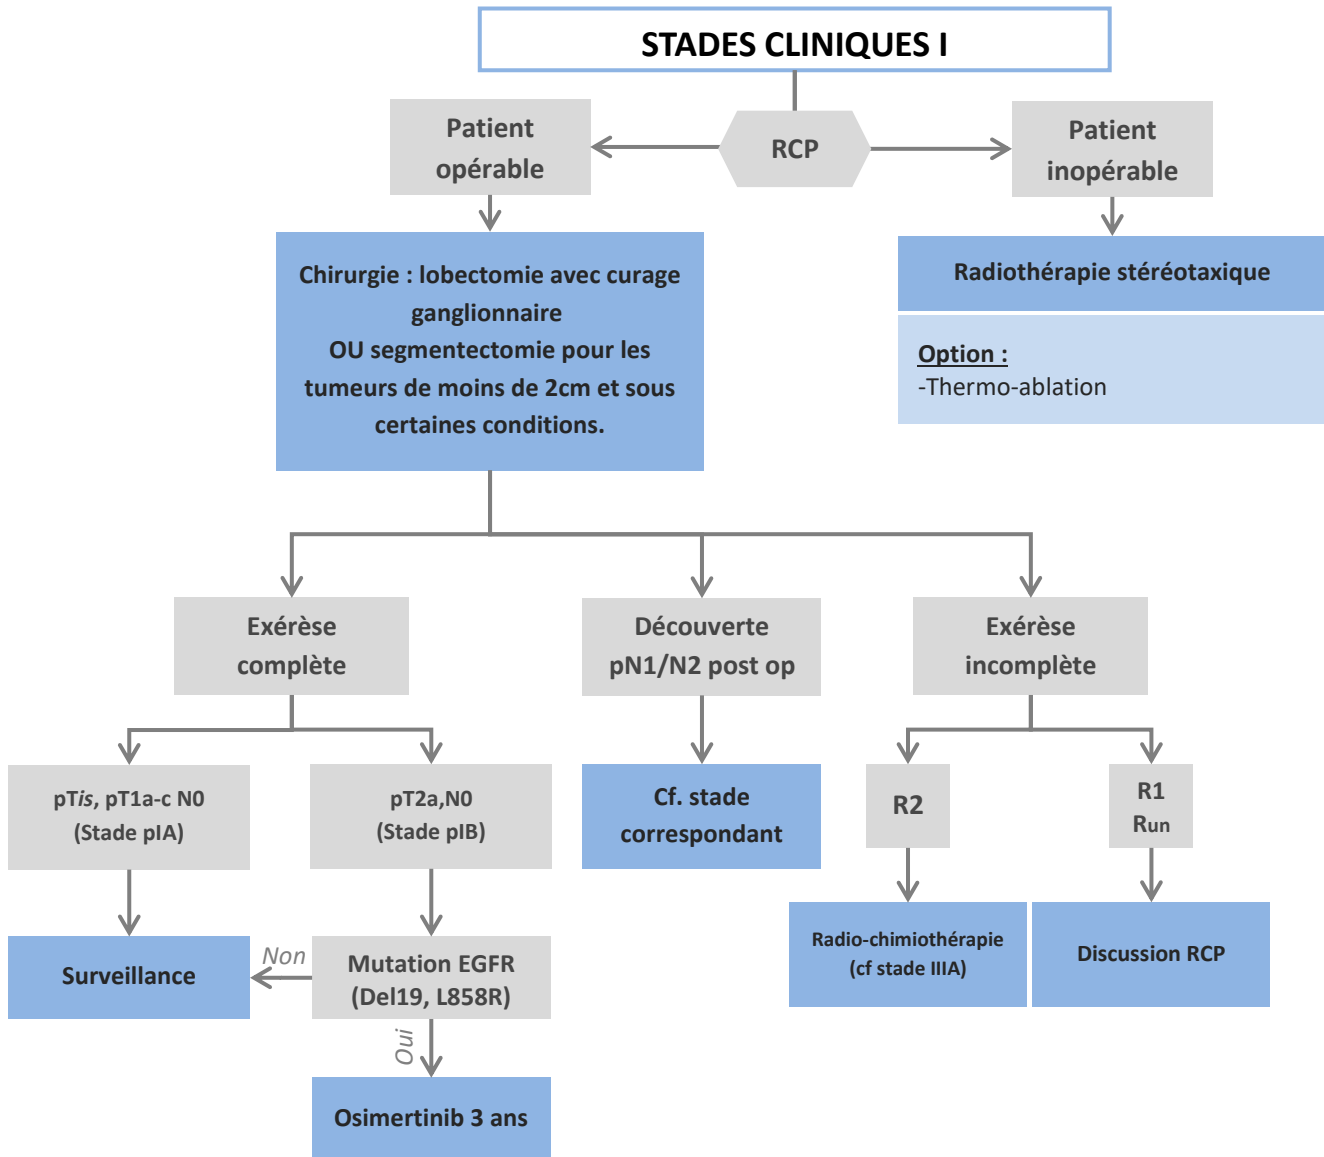 STADES CLINIQUES I
Patient
opérable
RCP
Patient
inopérable
Chirurgie : lobectomie avec curage
ganglionnaire
OU segmentectomie pour les
tumeurs de moins de 2cm et sous
certaines conditions.
Radiothérapie stéréotaxique
Option :
-Thermo-ablation
Exérèse
complète
Découverte
pN1/N2 post op
Exérèse
incomplète
pTis, pT1a-c N0
(Stade pIA)
pT2a,N0
(Stade pIB)
Cf. stade
correspondant
R2
R1
Run
Surveillance
Non
Mutation EGFR
(Del19, L858R)
Radio-chimiothérapie
(cf stade IIIA)
Discussion RCP
Oui
Osimertinib 3 ans